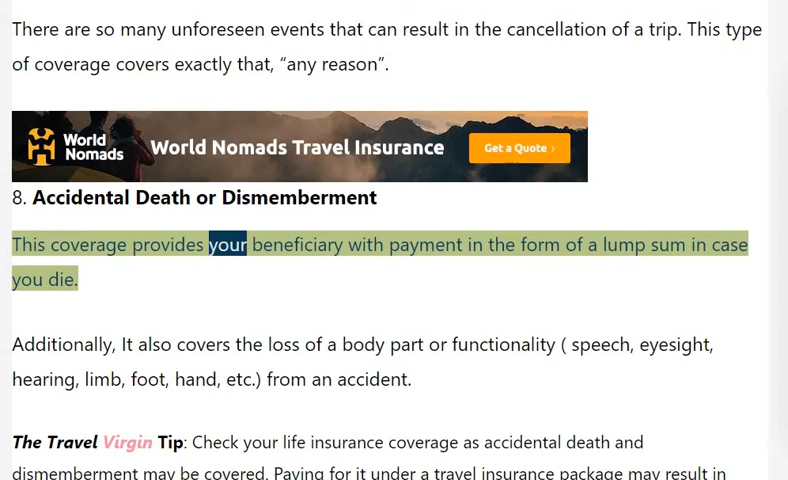 There are so many unforeseen events that can result in the cancellation of a trip. This type
of coverage covers exactly that, “any reason”.
World
Nomads
World Nomads Travel Insurance
Get a Quote ›
8. Accidental Death or Dismemberment
This coverage provides your beneficiary with payment in the form of a lump sum in case
you die.
Additionally, It also covers the loss of a body part or functionality ( speech, eyesight,
hearing, limb, foot, hand, etc.) from an accident.
The Travel Virgin Tip: Check your life insurance coverage as accidental death and
dismemberment may be covered. Paying for it under a travel insurance package may result in